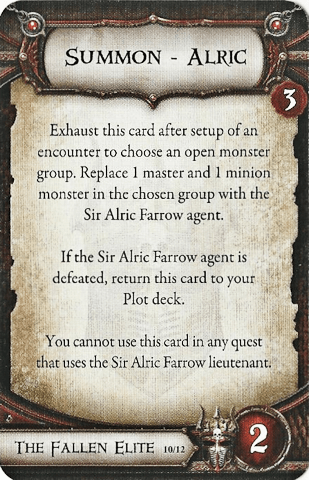 Summon - Alric
3
Exhaust this card after setup of an
encounter to choose an open monster
group. Replace 1 master and 1 minion
monster in the chosen group with the
Sir Alric Farrow agent.
If the Sir Alric Farrow agent is
defeated, return this card to your
Plot deck.
You cannot use this card in any quest
that uses the Sir Alric Farrow lieutenant.
The Fallen Elite 10/12
2